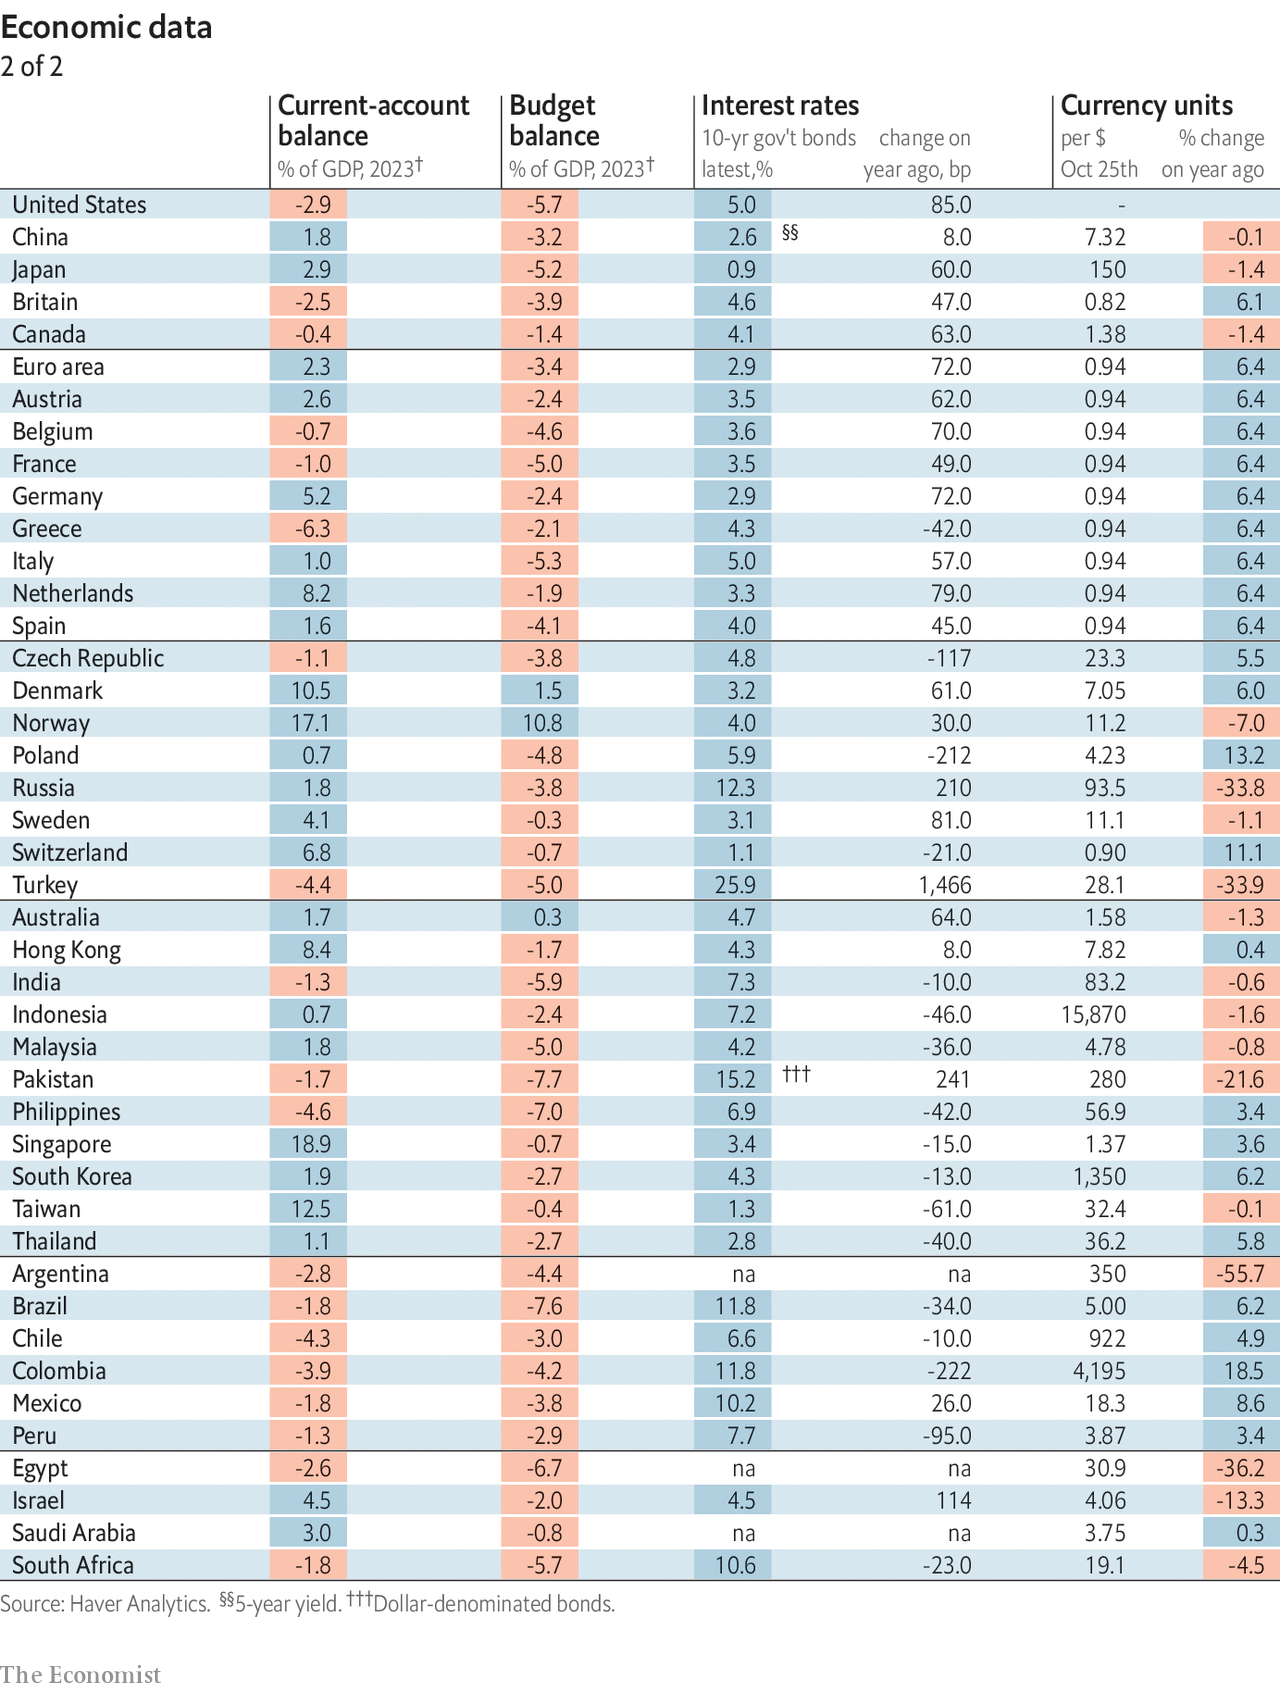 Economic data
2 of 2
Current-account balance Budget balance Interest rates Currency units
% of GDP, 2023† % of GDP, 2023† 10-yr gov't bonds latest,% change on year ago, bp per $ Oct 25th % change on year ago
United States -2.9 -5.7 5.0 85.0 -
China 1.8 -3.2 2.6 §§ 8.0 7.32 -0.1
Japan 2.9 -5.2 0.9 60.0 150 -1.4
Britain -2.5 -3.9 4.6 47.0 0.82 6.1
Canada -0.4 -1.4 4.1 63.0 1.38 -1.4
Euro area 2.3 -3.4 2.9 72.0 0.94 6.4
Austria 2.6 -2.4 3.5 62.0 0.94 6.4
Belgium -0.7 -4.6 3.6 70.0 0.94 6.4
France -1.0 -5.0 3.5 49.0 0.94 6.4
Germany 5.2 -2.4 2.9 72.0 0.94 6.4
Greece -6.3 -2.1 4.3 -42.0 0.94 6.4
Italy 1.0 -5.3 5.0 57.0 0.94 6.4
Netherlands 8.2 -1.9 3.3 79.0 0.94 6.4
Spain 1.6 -4.1 4.0 45.0 0.94 6.4
Czech Republic -1.1 -3.8 4.8 -117 23.3 5.5
Denmark 10.5 1.5 3.2 61.0 7.05 6.0
Norway 17.1 10.8 4.0 30.0 11.2 -7.0
Poland 0.7 -4.8 5.9 -212 4.23 13.2
Russia 1.8 -3.8 12.3 210 93.5 -33.8
Sweden 4.1 -0.3 3.1 81.0 11.1 -1.1
Switzerland 6.8 -0.7 1.1 -21.0 0.90 11.1
Turkey -4.4 -5.0 25.9 1,466 28.1 -33.9
Australia 1.7 0.3 4.7 64.0 1.58 -1.3
Hong Kong 8.4 -1.7 4.3 8.0 7.82 0.4
India -1.3 -5.9 7.3 -10.0 83.2 -0.6
Indonesia 0.7 -2.4 7.2 -46.0 15,870 -1.6
Malaysia 1.8 -5.0 4.2 -36.0 4.78 -0.8
Pakistan -1.7 -7.7 15.2 ††† 241 280 -21.6
Philippines -4.6 -7.0 6.9 -42.0 56.9 3.4
Singapore 18.9 -0.7 3.4 -15.0 1.37 3.6
South Korea 1.9 -2.7 4.3 -13.0 1,350 6.2
Taiwan 12.5 -0.4 1.3 -61.0 32.4 -0.1
Thailand 1.1 -2.7 2.8 -40.0 36.2 5.8
Argentina -2.8 -4.4 na na 350 -55.7
Brazil -1.8 -7.6 11.8 -34.0 5.00 6.2
Chile -4.3 -3.0 6.6 -10.0 922 4.9
Colombia -3.9 -4.2 11.8 -222 4,195 18.5
Mexico -1.8 -3.8 10.2 26.0 18.3 8.6
Peru -1.3 -2.9 7.7 -95.0 3.87 3.4
Egypt -2.6 -6.7 na na 30.9 -36.2
Israel 4.5 -2.0 4.5 114 4.06 -13.3
Saudi Arabia 3.0 -0.8 na na 3.75 0.3
South Africa -1.8 -5.7 10.6 -23.0 19.1 -4.5
Source: Haver Analytics. §§5-year yield. †††Dollar-denominated bonds.
The Economist